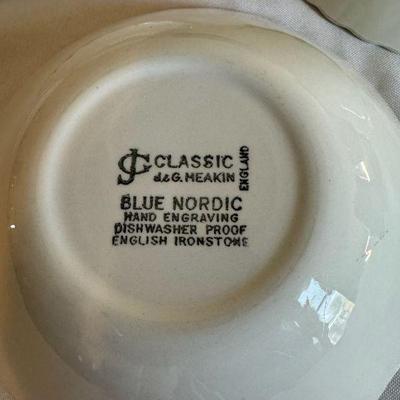 JG CLASSIC
J&G. MEAKIN
ENGLAND
BLUE NORDIC
HAND ENGRAVING
DISHWASHER PROOF
ENGLISH IRONSTONE